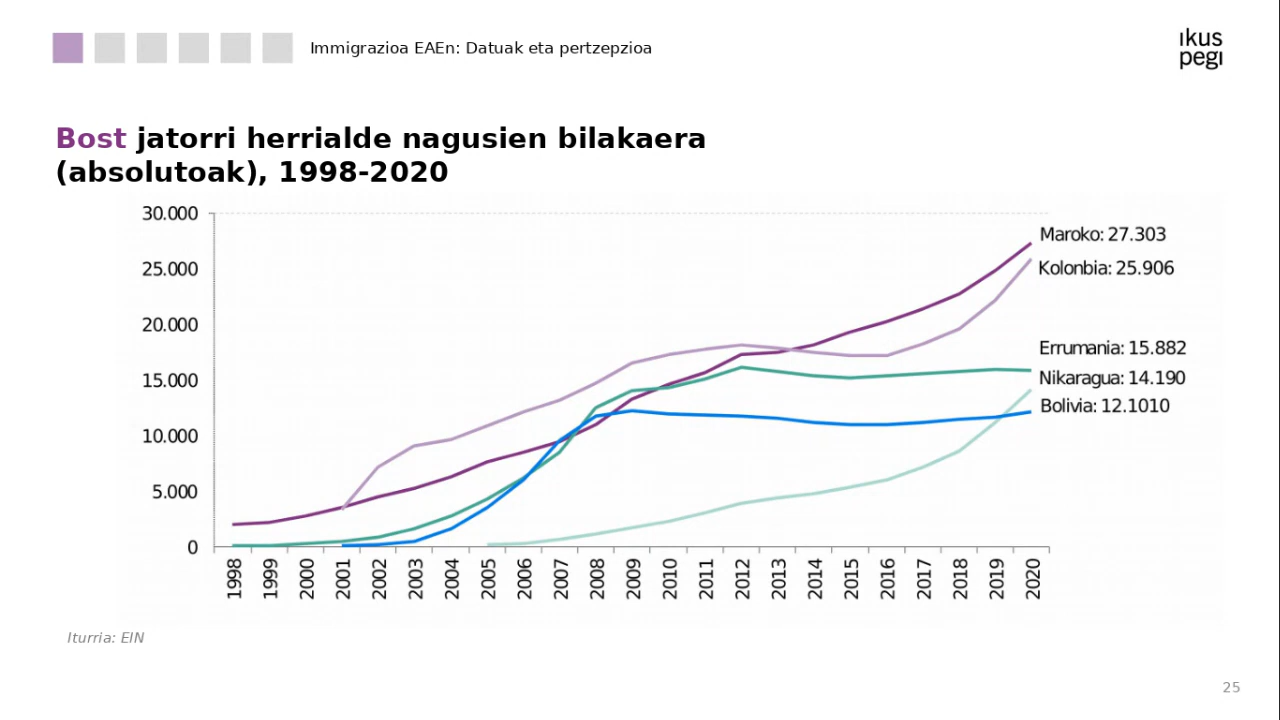 Immigrazioa EAEn: Datuak eta pertzepzioa
ikus
pegi
Bost jatorri herrialde nagusien bilakaera
(absolutoak), 1998-2020
30.000
25.000
20.000
15.000
10.000
5.000
0
Maroko: 27.303
Kolonbia: 25.906
Errumania: 15.882
Nikaragua: 14.190
Bolivia: 12.1010
1998 1999 2000 2001 2002 2003 2004 2005 2006 2007 2008 2009 2010 2011 2012 2013 2014 2015 2016 2017 2018 2019 2020
Iturria: EIN
25